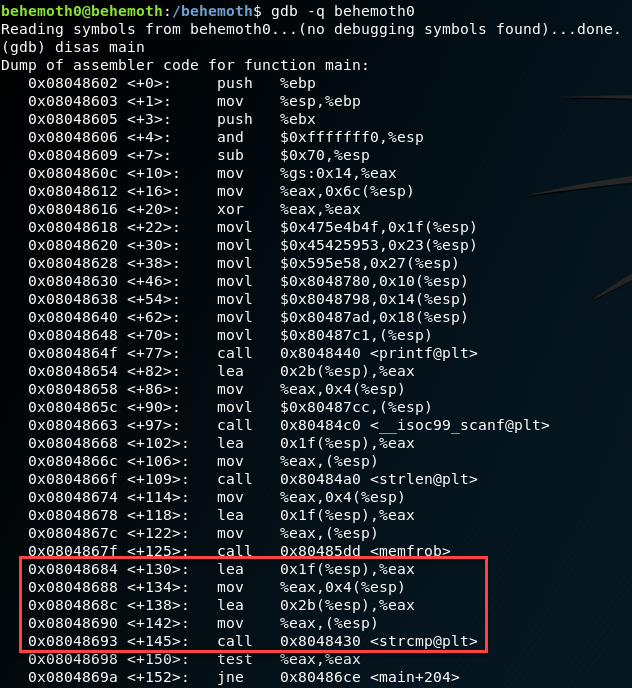 behemoth0@behemoth:/behemoth$ gdb -q behemoth0
Reading symbols from behemoth0...(no debugging symbols found)...done.
(gdb) disas main
Dump of assembler code for function main:
   0x08048602 <+0>:     push   %ebp
   0x08048603 <+1>:     mov    %esp,%ebp
   0x08048605 <+3>:     push   %ebx
   0x08048606 <+4>:     and    $0xfffffff0,%esp
   0x08048609 <+7>:     sub    $0x70,%esp
   0x0804860c <+10>:    mov    %gs:0x14,%eax
   0x08048612 <+16>:    mov    %eax,0x6c(%esp)
   0x08048616 <+20>:    xor    %eax,%eax
   0x08048618 <+22>:    movl   $0x475e4b4f,0x1f(%esp)
   0x08048620 <+30>:    movl   $0x45425953,0x23(%esp)
   0x08048628 <+38>:    movl   $0x595e58,0x27(%esp)
   0x08048630 <+46>:    movl   $0x8048780,0x10(%esp)
   0x08048638 <+54>:    movl   $0x8048798,0x14(%esp)
   0x08048640 <+62>:    movl   $0x80487ad,0x18(%esp)
   0x08048648 <+70>:    movl   $0x80487c1,(%esp)
   0x0804864f <+77>:    call   0x8048440 <printf@plt>
   0x08048654 <+82>:    lea    0x2b(%esp),%eax
   0x08048658 <+86>:    mov    %eax,0x4(%esp)
   0x0804865c <+90>:    movl   $0x80487cc,(%esp)
   0x08048663 <+97>:    call   0x80484c0 <__isoc99_scanf@plt>
   0x08048668 <+102>:   lea    0x1f(%esp),%eax
   0x0804866c <+106>:   mov    %eax,(%esp)
   0x0804866f <+109>:   call   0x80484a0 <strlen@plt>
   0x08048674 <+114>:   mov    %eax,0x4(%esp)
   0x08048678 <+118>:   lea    0x1f(%esp),%eax
   0x0804867c <+122>:   mov    %eax,(%esp)
   0x0804867f <+125>:   call   0x80485dd <memfrob>
   0x08048684 <+130>:   lea    0x1f(%esp),%eax
   0x08048688 <+134>:   mov    %eax,0x4(%esp)
   0x0804868c <+138>:   lea    0x2b(%esp),%eax
   0x08048690 <+142>:   mov    %eax,(%esp)
   0x08048693 <+145>:   call   0x8048430 <strcmp@plt>
   0x08048698 <+150>:   test   %eax,%eax
   0x0804869a <+152>:   jne    0x80486ce <main+204>